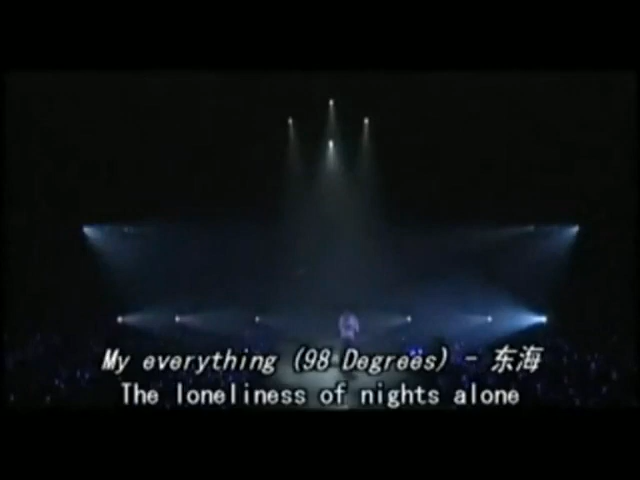 My everything (98 Degrees) - 东海
The loneliness of nights alone